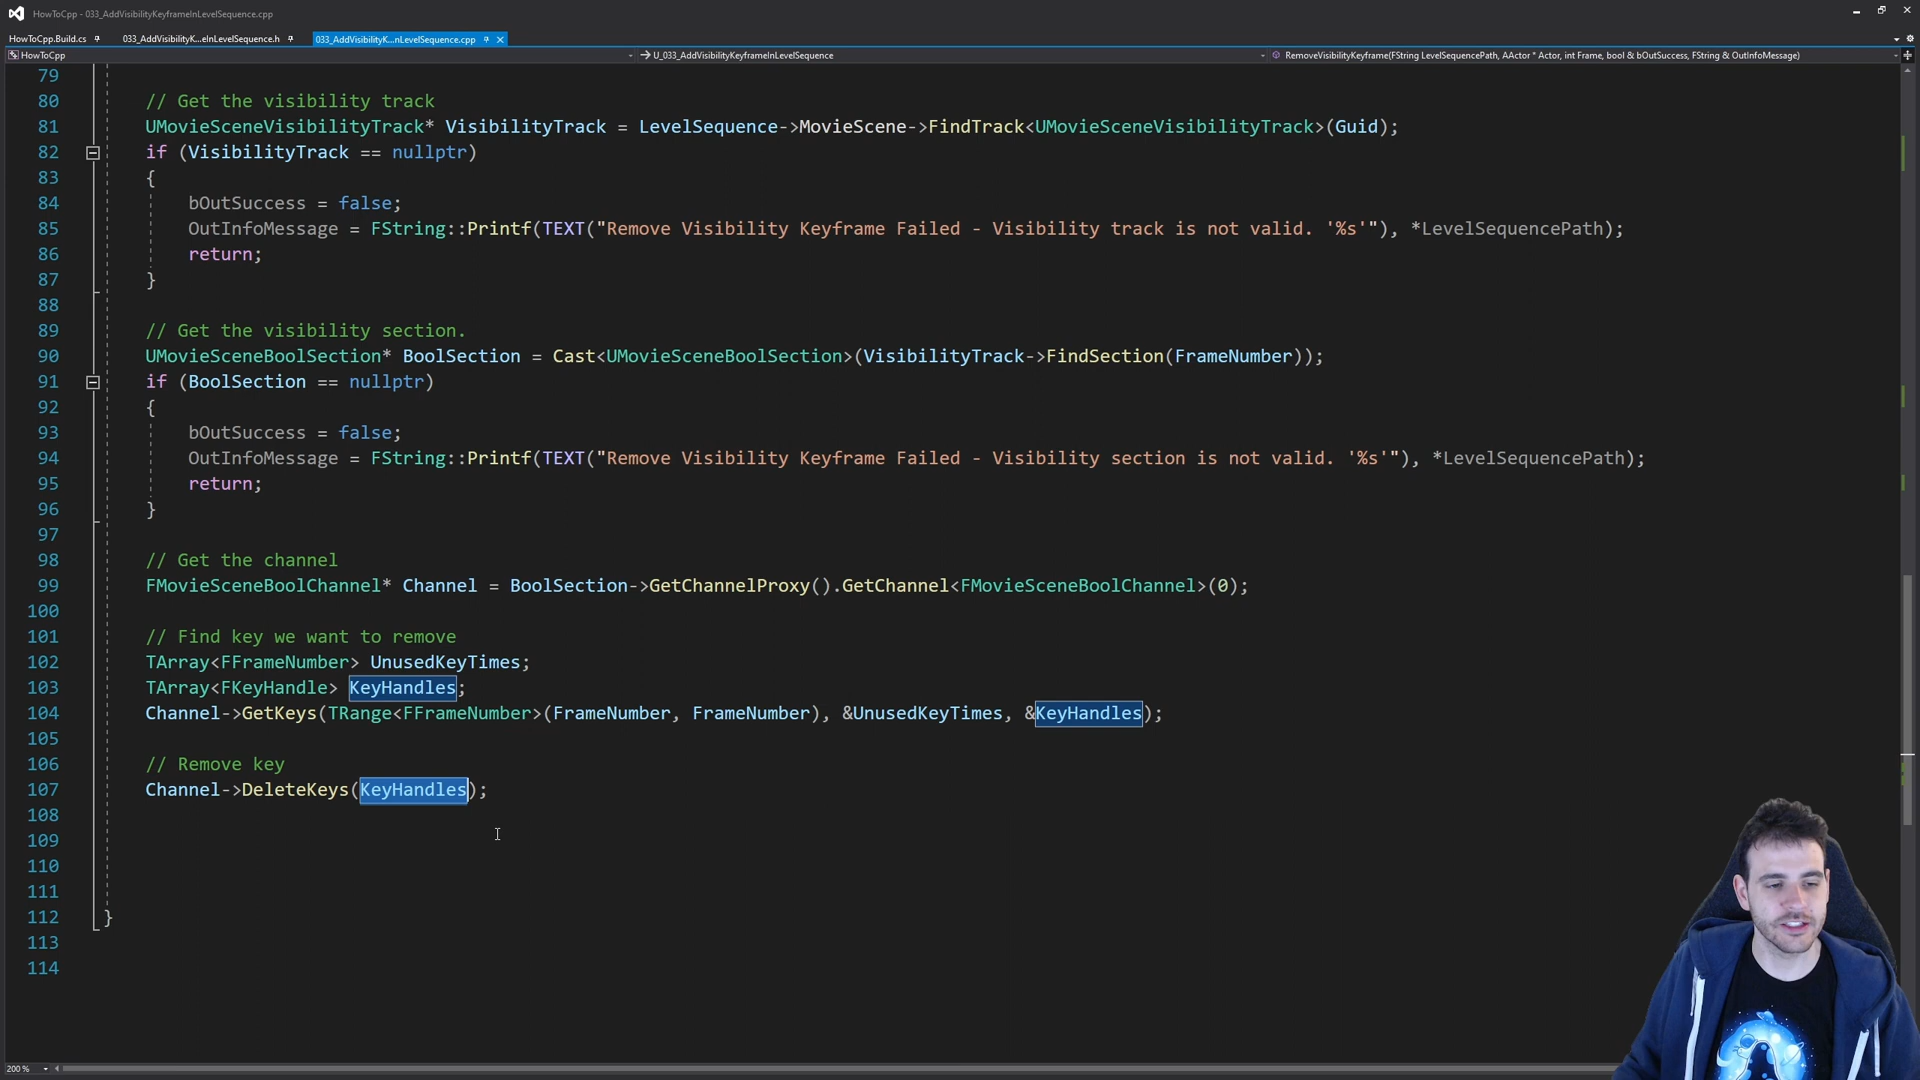 HowToCpp - 033_AddVisibilityKeyframeInLevelSequence.cpp
HowToCpp.Build.cs 033_AddVisibilityK...eInLevelSequence.h 033_AddVisibilityK...nLevelSequence.cpp
HowToCpp U_033_AddVisibilityKeyframeInLevelSequence RemoveVisibilityKeyframe(FString LevelSequencePath, AActor * Actor, int Frame, bool & bOutSuccess, FString & OutInfoMessage)
79
80 // Get the visibility track
81 UMovieSceneVisibilityTrack* VisibilityTrack = LevelSequence->MovieScene->FindTrack<UMovieSceneVisibilityTrack>(Guid);
82 if (VisibilityTrack == nullptr)
83 {
84 bOutSuccess = false;
85 OutInfoMessage = FString::Printf(TEXT("Remove Visibility Keyframe Failed - Visibility track is not valid. '%s'"), *LevelSequencePath);
86 return;
87 }
88
89 // Get the visibility section.
90 UMovieSceneBoolSection* BoolSection = Cast<UMovieSceneBoolSection>(VisibilityTrack->FindSection(FrameNumber));
91 if (BoolSection == nullptr)
92 {
93 bOutSuccess = false;
94 OutInfoMessage = FString::Printf(TEXT("Remove Visibility Keyframe Failed - Visibility section is not valid. '%s'"), *LevelSequencePath);
95 return;
96 }
97
98 // Get the channel
99 FMovieSceneBoolChannel* Channel = BoolSection->GetChannelProxy().GetChannel<FMovieSceneBoolChannel>(0);
100
101 // Find key we want to remove
102 TArray<FFrameNumber> UnusedKeyTimes;
103 TArray<FKeyHandle> KeyHandles;
104 Channel->GetKeys(TRange<FFrameNumber>(FrameNumber, FrameNumber), &UnusedKeyTimes, &KeyHandles);
105
106 // Remove key
107 Channel->DeleteKeys(KeyHandles);
108
109
110
111
112 }
113
114
200 %